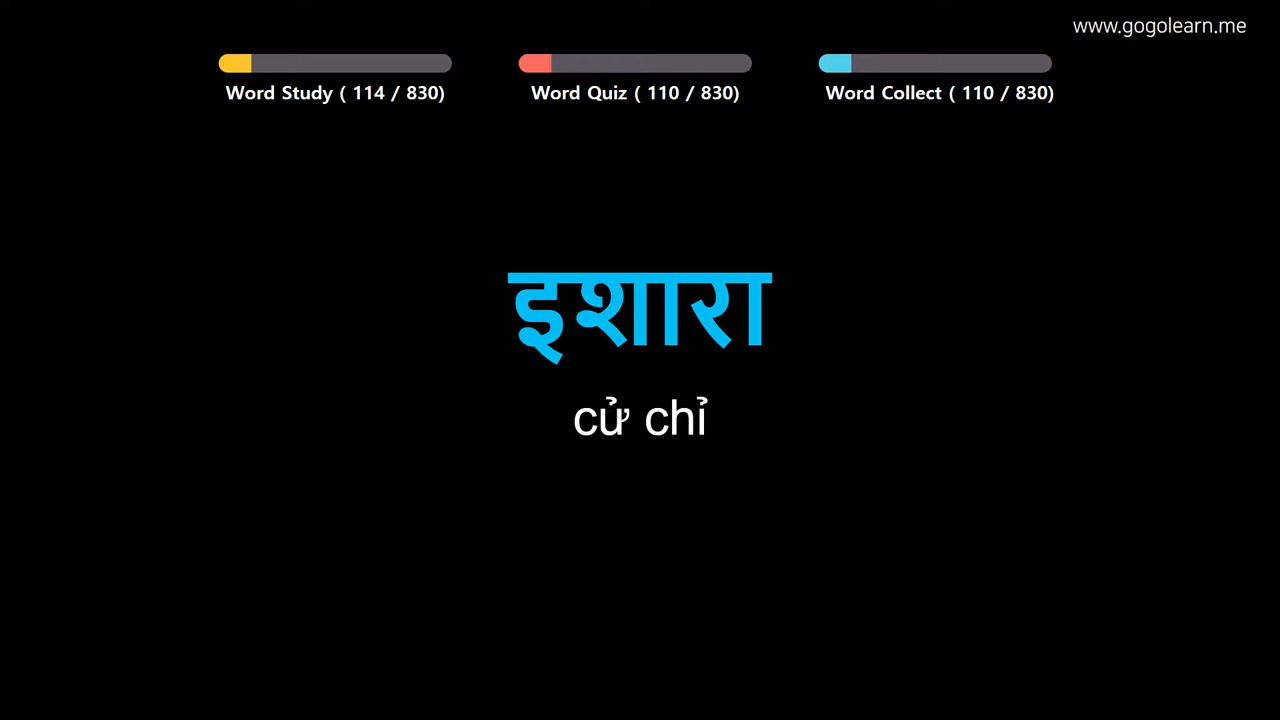 www.gogolearn.me
Word Study ( 114 / 830)
Word Quiz ( 110 / 830)
Word Collect ( 110 / 830)
इशारा
cử chỉ